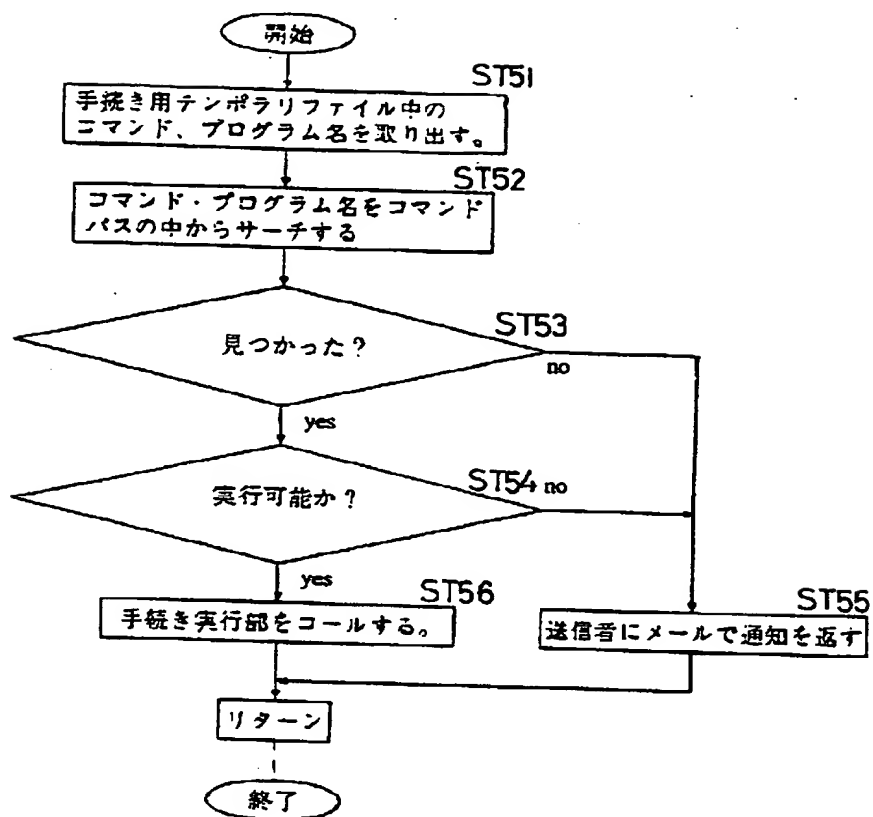 開始
ST51
手続き用テンポラリファイル中の
コマンド、プログラム名を取り出す。
ST52
コマンド・プログラム名をコマンド
パスの中からサーチする
ST53
見つかった?
no
yes
ST54 no
実行可能か?
yes
ST56
手続き実行部をコールする。
ST55
送信者にメールで通知を返す
リターン
終了